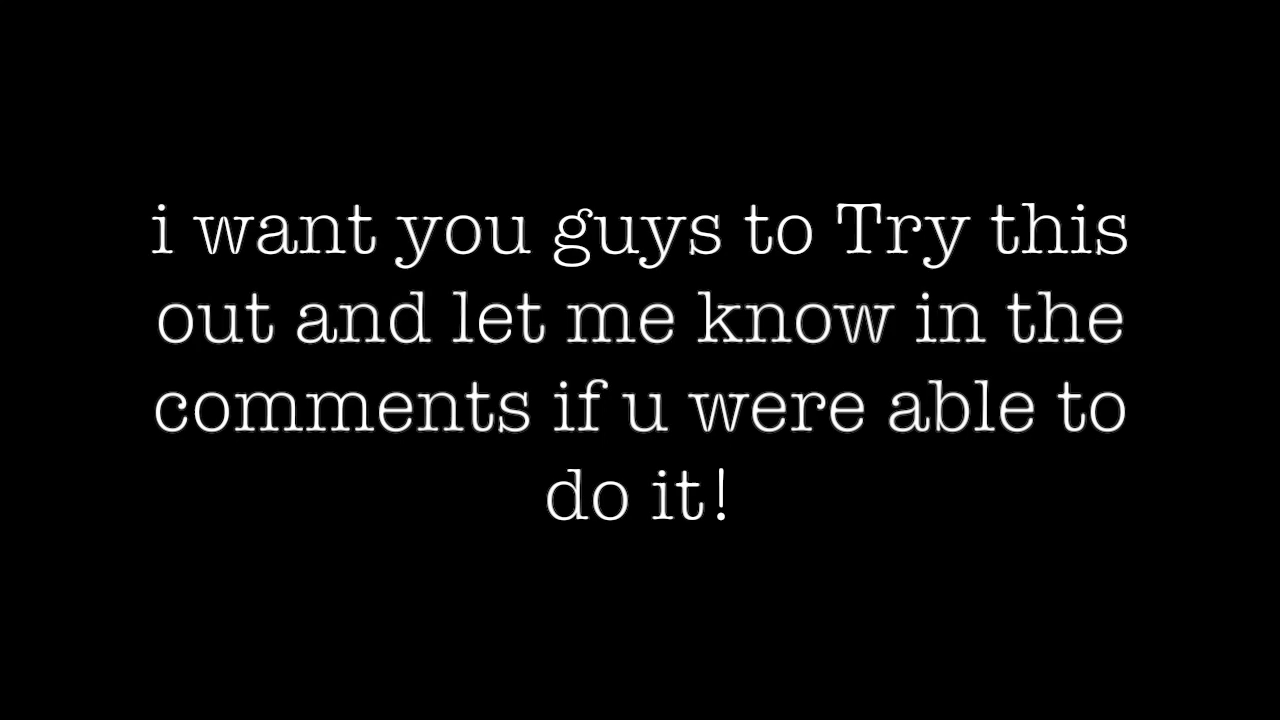 i want you guys to Try this
out and let me know in the
comments if u were able to
do it!